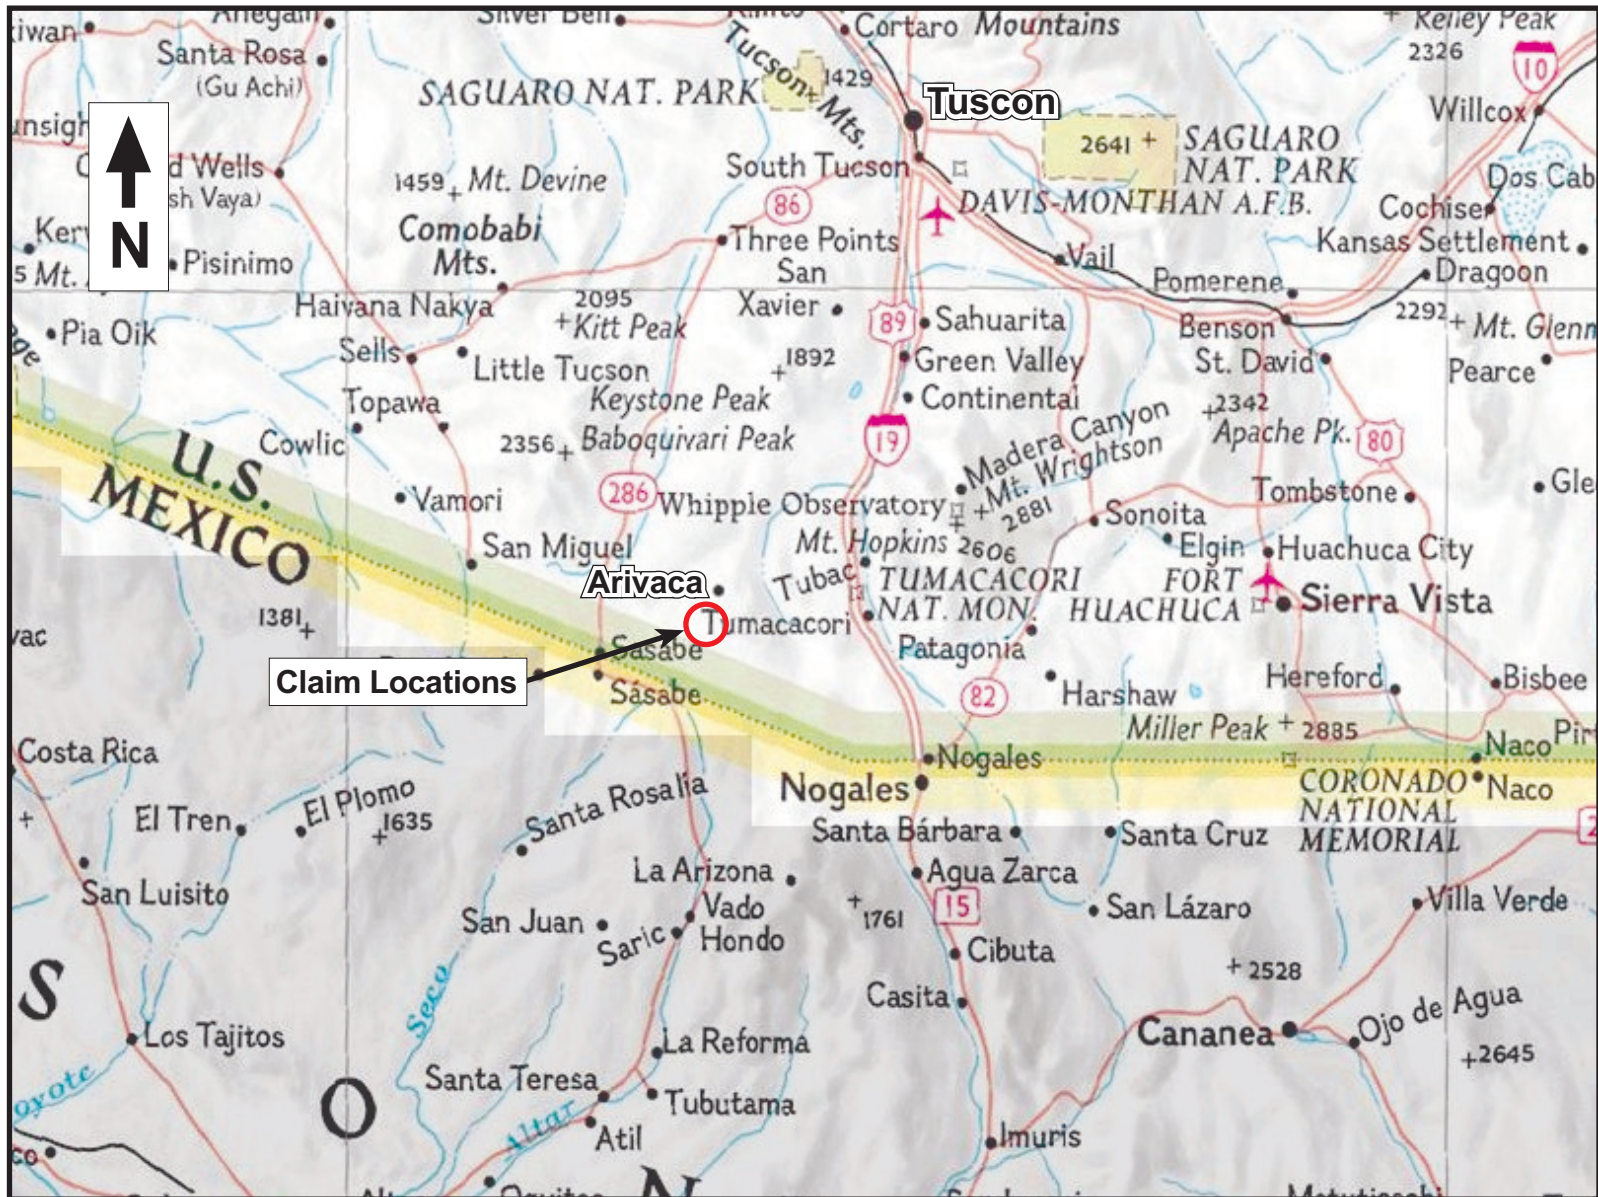 Silver Bell
Cortaro
Mountains
Kelley Peak
2326
10
Santa Rosa
(Gu Achi)
Tucson Mts.
1429
SAGUARO NAT. PARK
Tuscon
Willcox
N
2641
SAGUARO
NAT. PARK
South Tucson
1459
Mt. Devine
86
DAVIS-MONTHAN A.F.B.
Cochise
Comobabi
Mts.
Three Points
Kansas Settlement
Pisinimo
San
Xavier
Vail
Pomerene
Dragoon
Haivana Nakya
2095
Kitt Peak
89
Sahuarita
Benson
2292
Mt. Glenn
Pia Oik
Sells
Little Tucson
1892
Green Valley
St. David
Pearce
Topawa
Keystone Peak
Continental
2342
Apache Pk.
80
Cowlic
2356
Baboquivari Peak
19
Madera Canyon
Mt. Wrightson
2881
U.S.
MEXICO
Vamori
286
Whipple Observatory
Sonoita
Tombstone
San Miguel
Mt. Hopkins 2606
Elgin
Huachuca City
Arivaca
Tubac
TUMACACORI
NAT. MON.
FORT
HUACHUCA
Sierra Vista
1381
Tumacacori
Patagonia
Sasabe
Claim Locations
Sásabe
82
Harshaw
Hereford
Bisbee
Miller Peak
2885
Costa Rica
Nogales
Naco
Nogales
CORONADO
NATIONAL
MEMORIAL
Naco
El Tren
El Plomo
1635
Santa Rosalia
Santa Bárbara
Santa Cruz
San Luisito
La Arizona
Agua Zarca
San Juan
Saric
Vado
Hondo
1761
15
San Lázaro
Villa Verde
Cibuta
S
Seco
Casita
2528
Los Tajitos
La Reforma
Cananea
Ojo de Agua
2645
O
Santa Teresa
Tubutama
Altar
Atil
Imuris
N